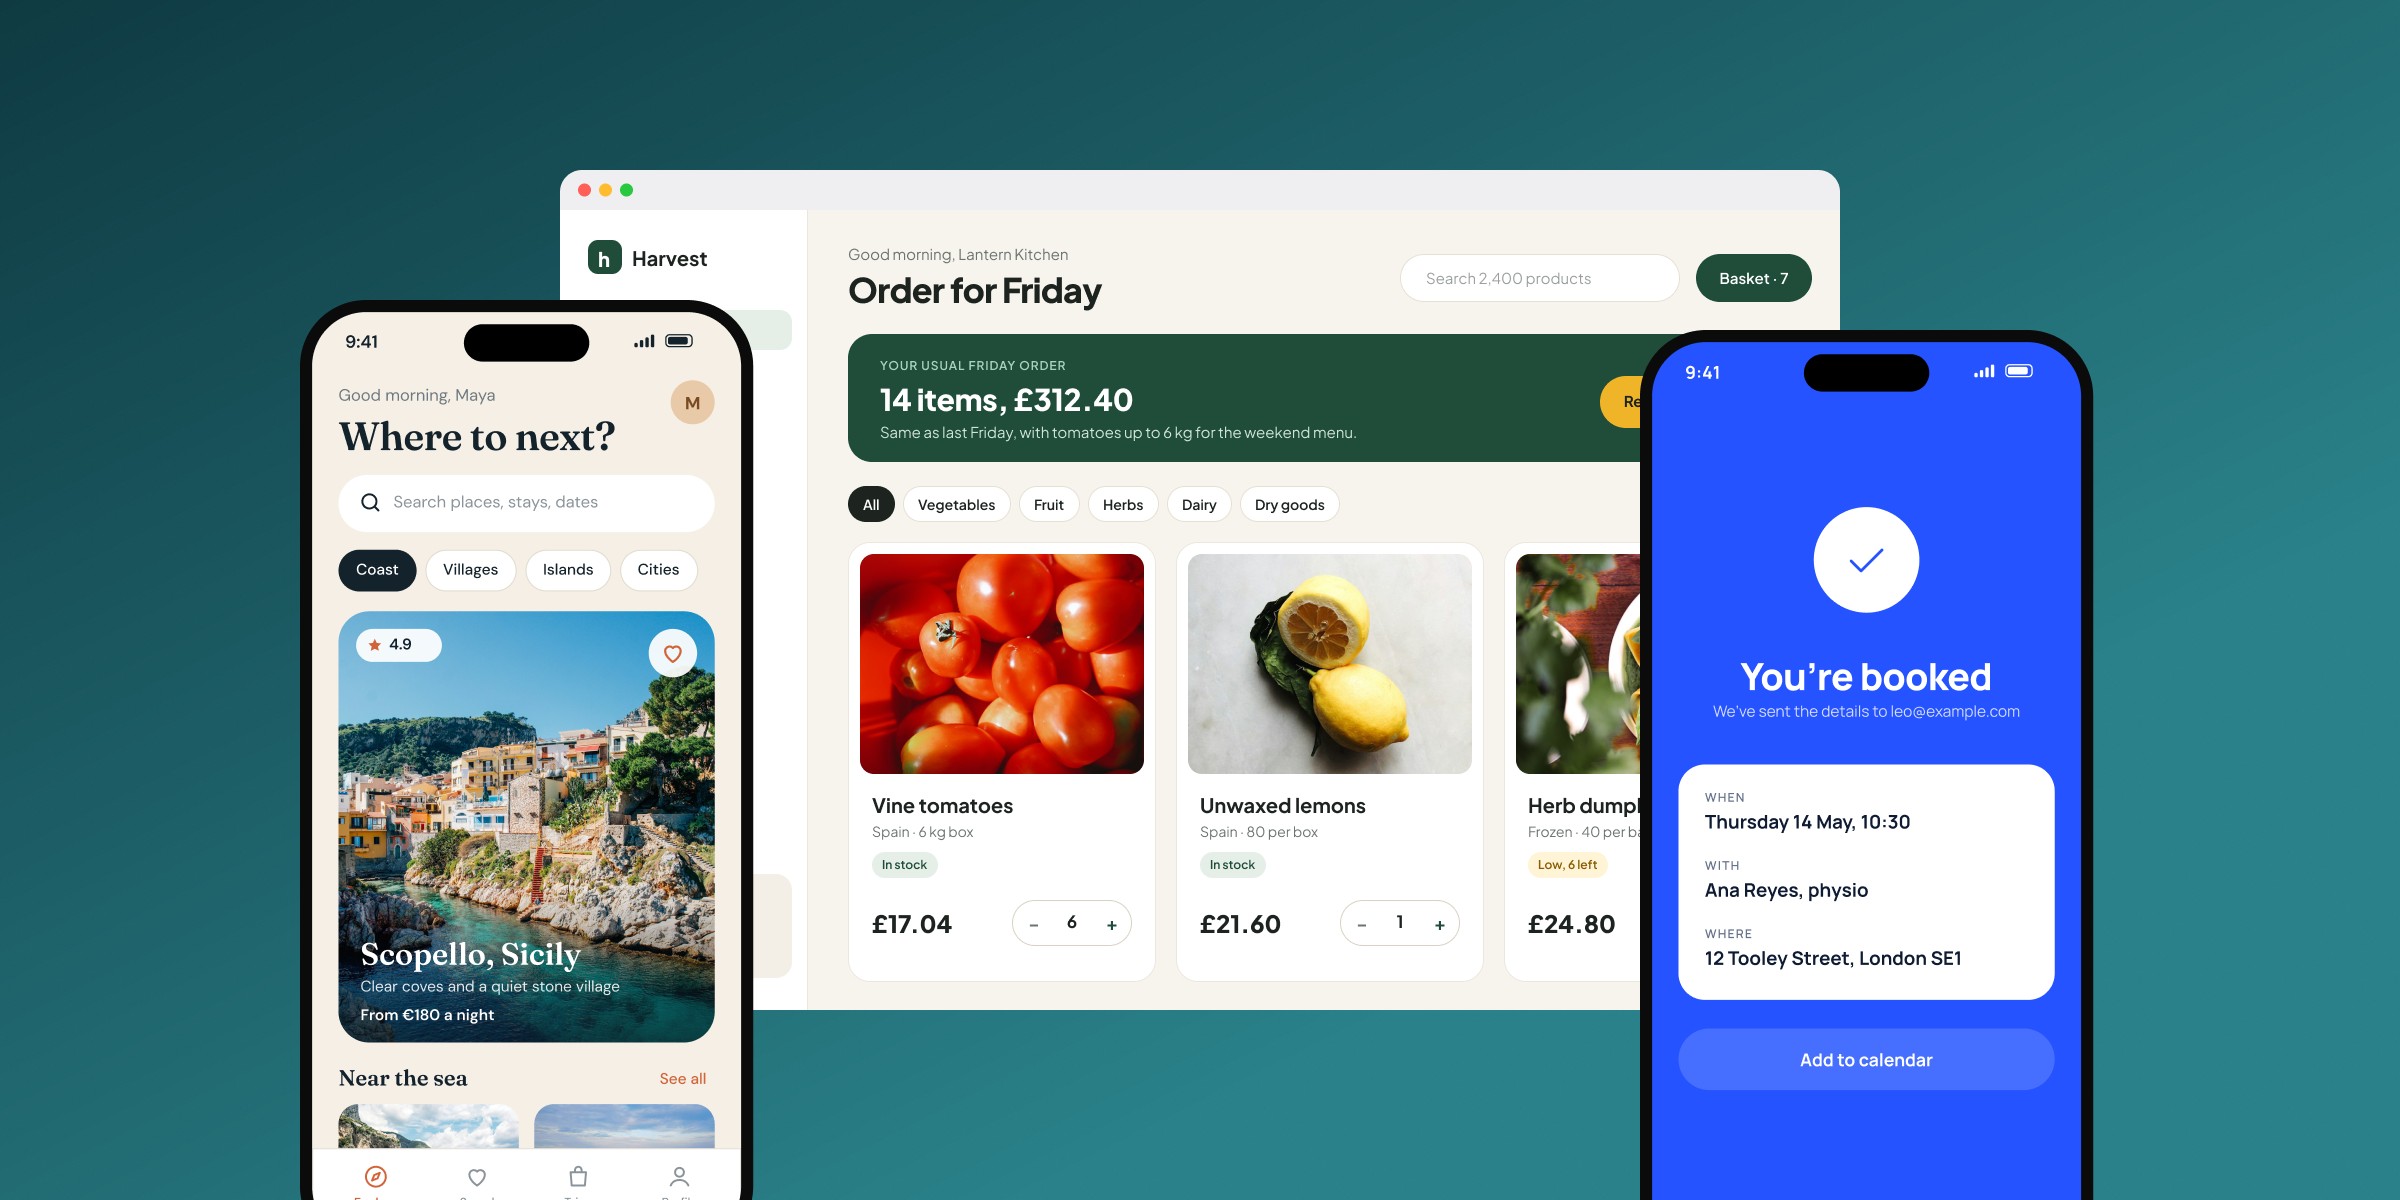 Harvest
Good morning, Lantern Kitchen
Order for Friday
Search 2,400 products
Basket · 7
YOUR USUAL FRIDAY ORDER
14 items, £312.40
Same as last Friday, with tomatoes up to 6 kg for the weekend menu.
All
Vegetables
Fruit
Herbs
Dairy
Dry goods
Vine tomatoes
Spain · 6 kg box
In stock
£17.04
– 6 +
Unwaxed lemons
Spain · 80 per box
In stock
£21.60
– 1 +
Herb
Frozen · 40 per
Low, 6 left
£24.80
9:41
Good morning, Maya
M
Where to next?
Search places, stays, dates
Coast
Villages
Islands
Cities
4.9
Scopello, Sicily
Clear coves and a quiet stone village
From €180 a night
Near the sea
See all
9:41
You're booked
We've sent the details to leo@example.com
WHEN
Thursday 14 May, 10:30
WITH
Ana Reyes, physio
WHERE
12 Tooley Street, London SE1
Add to calendar